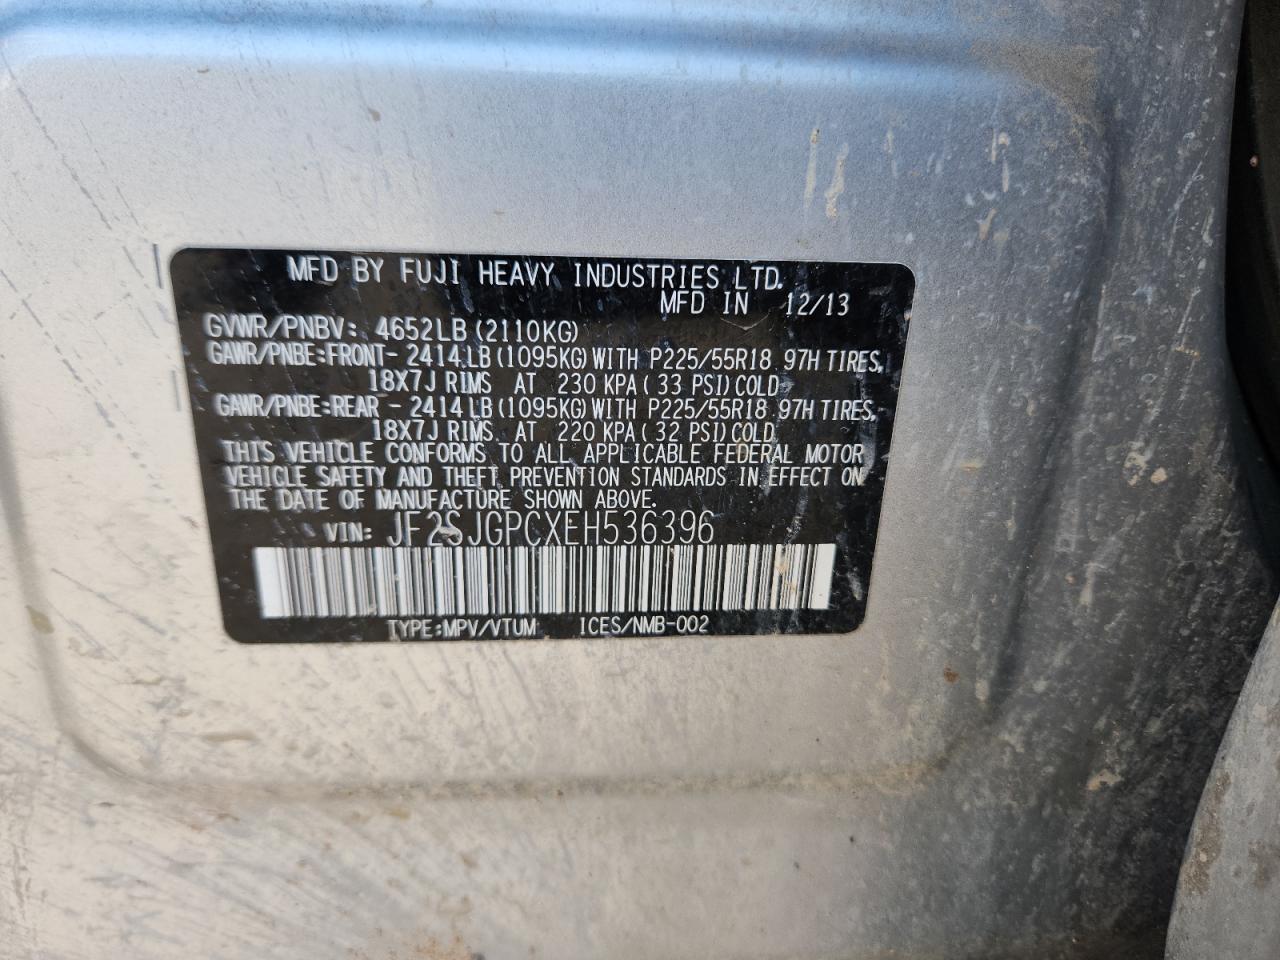 MFD BY FUJI HEAVY INDUSTRIES LTD.
MFD IN 12/13
GVWR/PNBV: 4652LB(2110KG)
GAWR/PNBE:FRONT- 2414LB(1095KG)WITH P225/55R18 97H TIRES,
18X7J RIMS AT 230 KPA(33 PSI)COLD
GAWR/PNBE:REAR - 2414LB(1095KG)WITH P225/55R18 97H TIRES,
18X7J RIMS AT 220 KPA(32 PSI)COLD
THIS VEHICLE CONFORMS TO ALL APPLICABLE FEDERAL MOTOR
VEHICLE SAFETY AND THEFT PREVENTION STANDARDS IN EFFECT ON
THE DATE OF MANUFACTURE SHOWN ABOVE.
VIN: JF2SJGPCXEH536396
TYPE:MPV/VTUM ICES/NMB-002